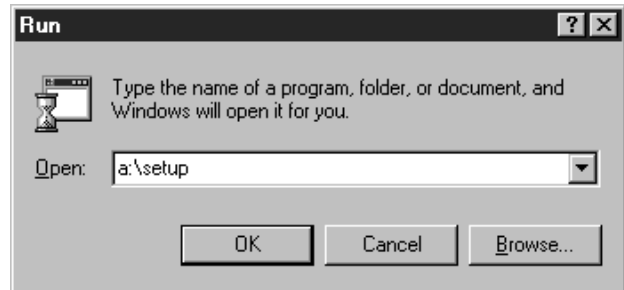 Run
Type the name of a program, folder, or document, and
Windows will open it for you.
Open: a:\setup
OK Cancel Browse...